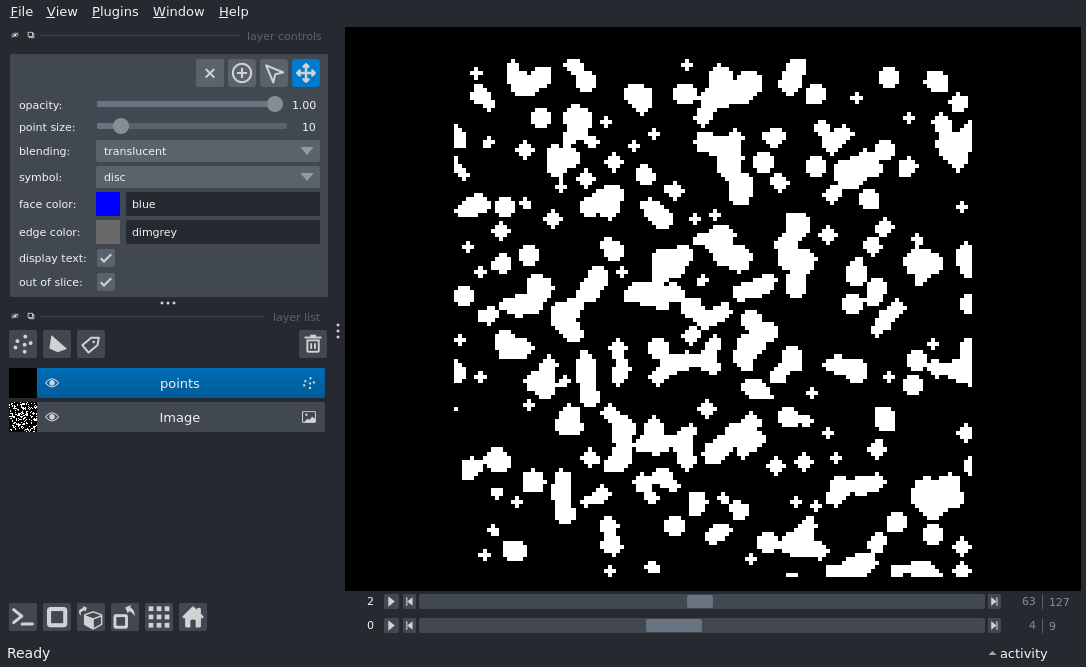 File View Plugins Window Help
layer controls
opacity: 1.00
point size: 10
blending: translucent
symbol: disc
face color: blue
edge color: dimgrey
display text:
out of slice:
layer list
points
Image
2 63 127
0 4 9
Ready activity